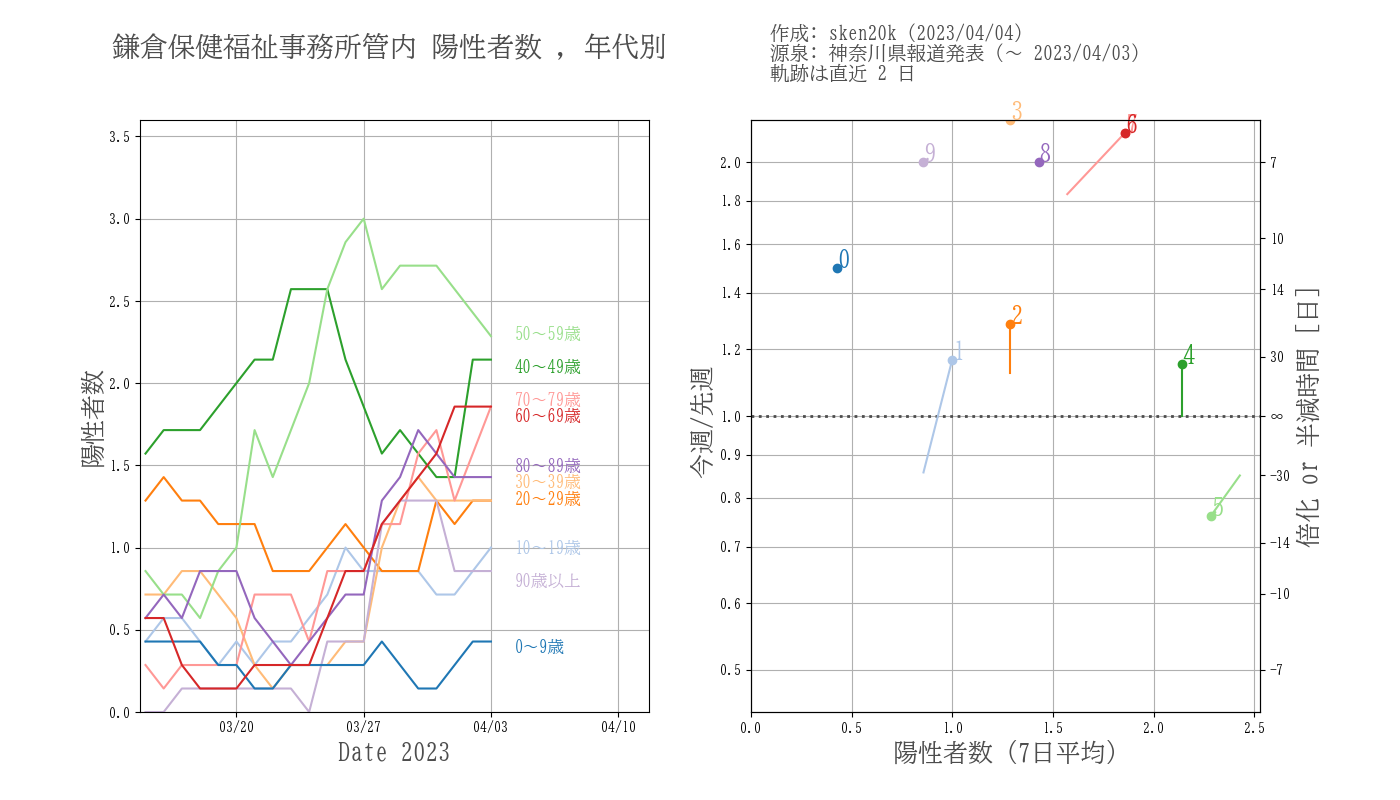 鎌倉保健福祉事務所管内 陽性者数 , 年代別
作成: sken20k (2023/04/04)
源泉: 神奈川県報道発表 (～ 2023/04/03)
軌跡は直近 2 日
陽性者数
3.5
3.0
2.5
2.0
1.5
1.0
0.5
0.0
03/20
03/27
04/03
04/10
Date 2023
50～59歳
40～49歳
70～79歳
60～69歳
80～89歳
30～39歳
20～29歳
10～19歳
90歳以上
0～9歳
今週/先週
2.0
1.8
1.6
1.4
1.2
1.0
0.9
0.8
0.7
0.6
0.5
3
6
9
8
0
2
1
4
5
0.0
0.5
1.0
1.5
2.0
2.5
陽性者数 (7日平均)
7
10
14
30
∞
−30
−14
−10
−7
倍化 or 半減時間 [日]